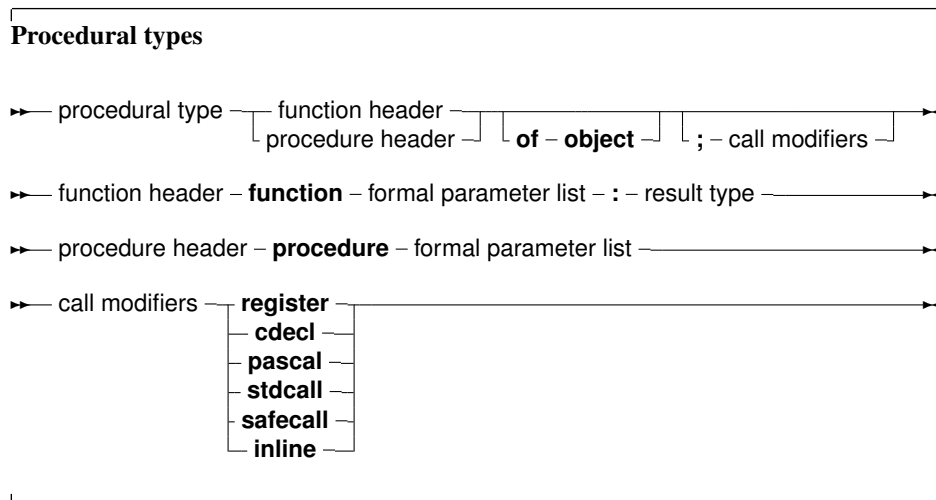 Procedural types
procedural type function header
procedure header of – object ; – call modifiers
function header – function – formal parameter list – : – result type
procedure header – procedure – formal parameter list
call modifiers register
cdecl
pascal
stdcall
safecall
inline